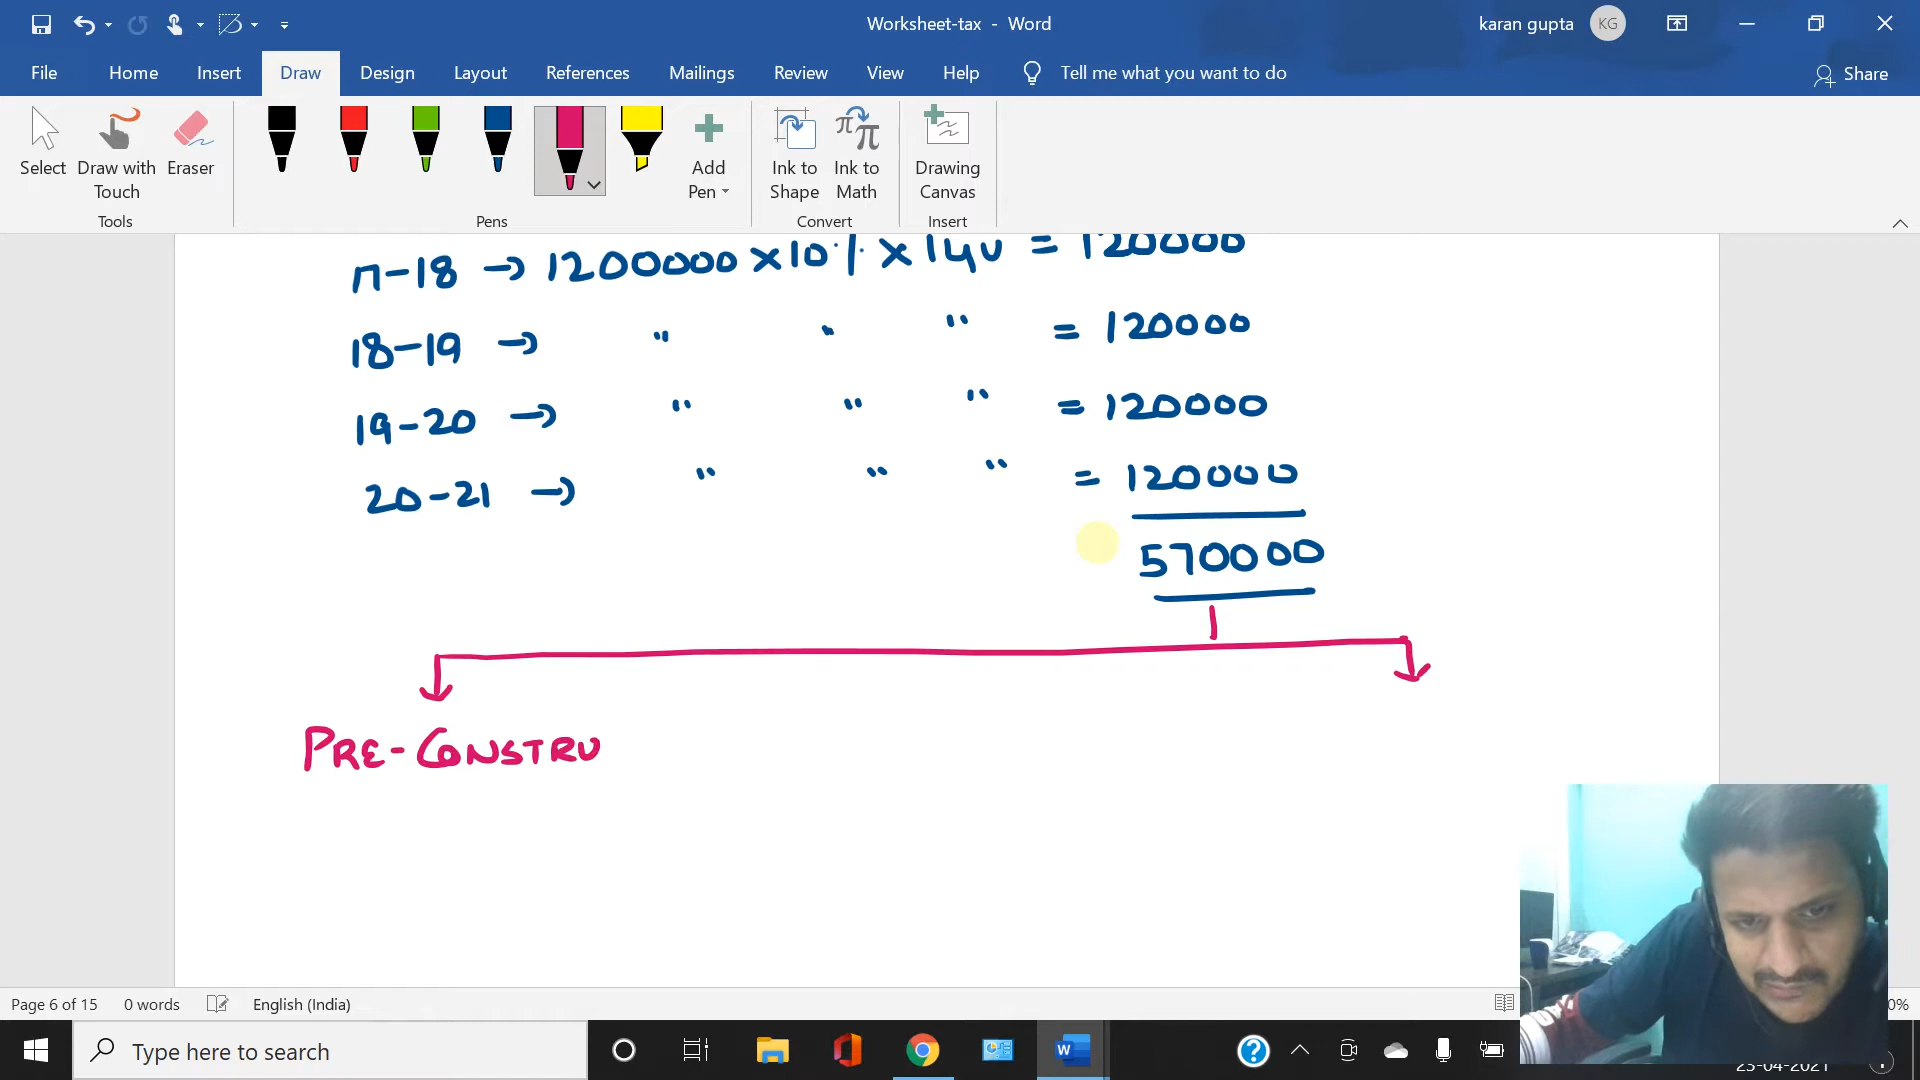 Worksheet-tax - Word
karan gupta
KG
File Home Insert Draw Design Layout References Mailings Review View Help Tell me what you want to do Share
Select Draw with Touch Eraser
Add Pen
Ink to Shape Ink to Math
Drawing Canvas
Tools Pens Convert Insert
17-18 → 1200000 × 10% × 1yr = 120000
18-19 → " " " = 120000
19-20 → " " " = 120000
20-21 → " " " = 120000
570000
PRE-CONSTRU
Page 6 of 15 0 words English (India)
0%
Type here to search